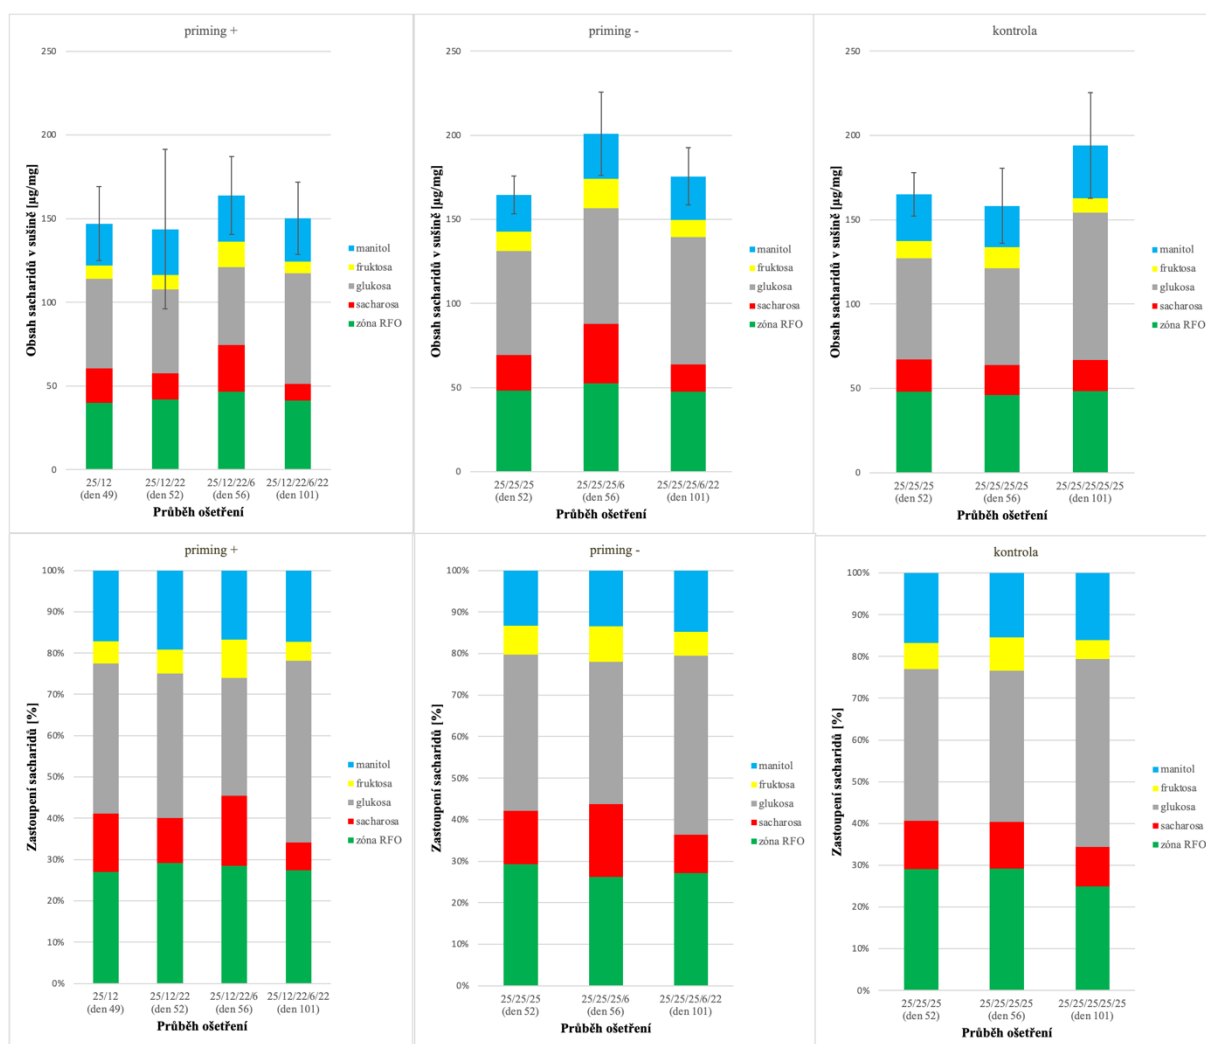 priming +
250
200
150
100
50
0
Obsah sacharidů v sušině [µg/mg]
manitol
fruktosa
glukosa
sacharosa
zóna RFO
25/12 25/12/22 25/12/22/6 25/12/22/6/22
(den 49) (den 52) (den 56) (den 101)
Průběh ošetření
priming -
250
200
150
100
50
0
Obsah sacharidů v sušině [µg/mg]
manitol
fruktosa
glukosa
sacharosa
zóna RFO
25/25/25 25/25/25/6 25/25/25/6/22
(den 52) (den 56) (den 101)
Průběh ošetření
kontrola
250
200
150
100
50
0
Obsah sacharidů v sušině [µg/mg]
manitol
fruktosa
glukosa
sacharosa
zóna RFO
25/25/25 25/25/25/25 25/25/25/25/25
(den 52) (den 56) (den 101)
Průběh ošetření
priming +
100%
90%
80%
70%
60%
50%
40%
30%
20%
10%
0%
Zastoupení sacharidů [%]
manitol
fruktosa
glukosa
sacharosa
zóna RFO
25/12 25/12/22 25/12/22/6 25/12/22/6/22
(den 49) (den 52) (den 56) (den 101)
Průběh ošetření
priming -
100%
90%
80%
70%
60%
50%
40%
30%
20%
10%
0%
Zastoupení sacharidů [%]
manitol
fruktosa
glukosa
sacharosa
zóna RFO
25/25/25 25/25/25/6 25/25/25/6/22
(den 52) (den 56) (den 101)
Průběh ošetření
kontrola
100%
90%
80%
70%
60%
50%
40%
30%
20%
10%
0%
Zastoupení sacharidů [%]
manitol
fruktosa
glukosa
sacharosa
zóna RFO
25/25/25 25/25/25/25 25/25/25/25/25
(den 52) (den 56) (den 101)
Průběh ošetření